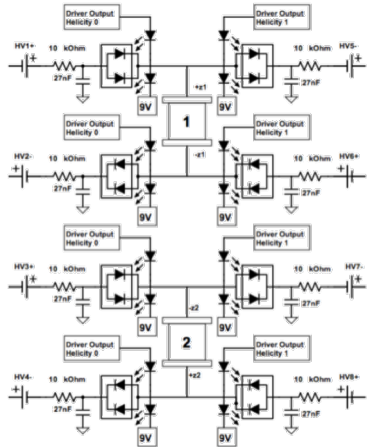 Driver Output: Helicity 0
Driver Output: Helicity 1
HV1+
10 kOhm
10 kOhm
HV5-
27nF
+z1
27nF
9V
9V
Driver Output: Helicity 0
1
Driver Output: Helicity 1
HV2-
10 kOhm
-z1
10 kOhm
HV6+
27nF
27nF
9V
9V
Driver Output: Helicity 0
Driver Output: Helicity 1
HV3+
10 kOhm
10 kOhm
HV7-
27nF
-z2
27nF
9V
9V
Driver Output: Helicity 0
2
Driver Output: Helicity 1
HV4-
10 kOhm
+z2
10 kOhm
HV8+
27nF
27nF
9V
9V